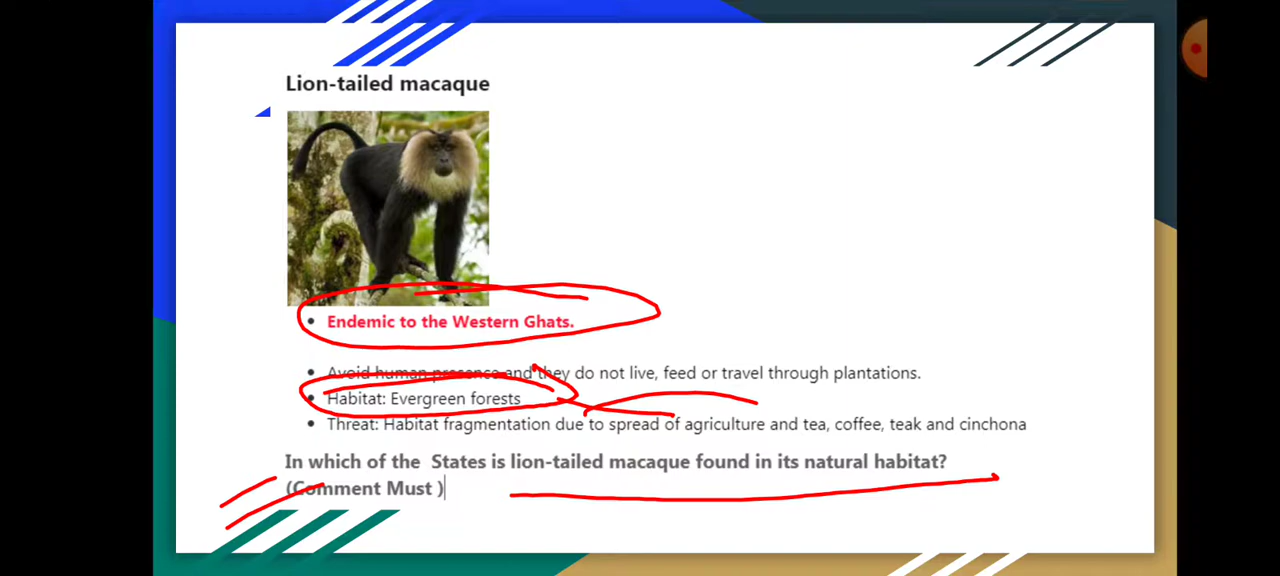 Lion-tailed macaque
Endemic to the Western Ghats.
Avoid human presence and they do not live, feed or travel through plantations.
Habitat: Evergreen forests
Threat: Habitat fragmentation due to spread of agriculture and tea, coffee, teak and cinchona
In which of the States is lion-tailed macaque found in its natural habitat?
(Comment Must )